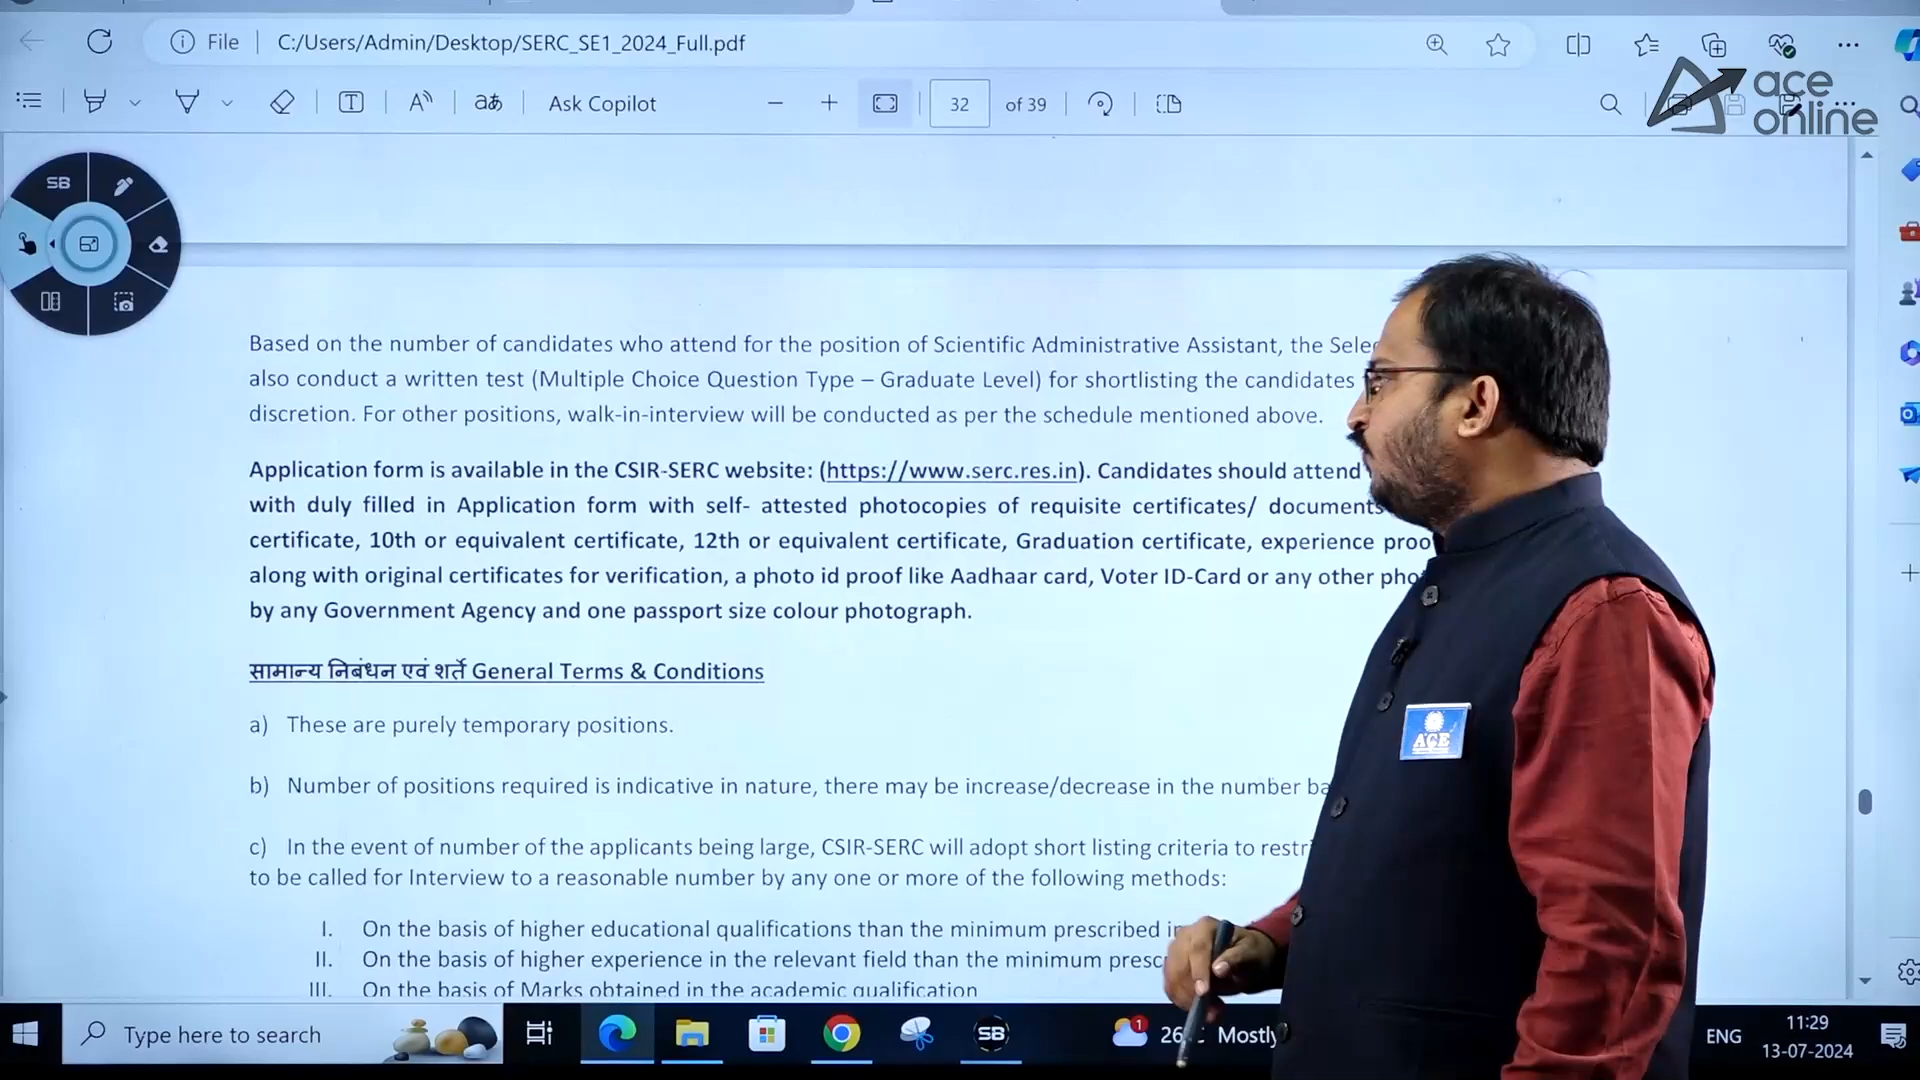 File
C:/Users/Admin/Desktop/SERC_SE1_2024_Full.pdf
Ask Copilot
32 of 39
ace
online
SB
Based on the number of candidates who attend for the position of Scientific Administrative Assistant, the
also conduct a written test (Multiple Choice Question Type – Graduate Level) for shortlisting the candidates
discretion. For other positions, walk-in-interview will be conducted as per the schedule mentioned above.
Application form is available in the CSIR-SERC website: (https://www.serc.res.in). Candidates should attend
with duly filled in Application form with self- attested photocopies of requisite certificates/ documents
certificate, 10th or equivalent certificate, 12th or equivalent certificate, Graduation certificate, experience
along with original certificates for verification, a photo id proof like Aadhaar card, Voter ID-Card or any other
by any Government Agency and one passport size colour photograph.
सामान्य निबंधन एवं शर्ते General Terms & Conditions
a) These are purely temporary positions.
b) Number of positions required is indicative in nature, there may be increase/decrease in the number
c) In the event of number of the applicants being large, CSIR-SERC will adopt short listing criteria to
to be called for Interview to a reasonable number by any one or more of the following methods:
I. On the basis of higher educational qualifications than the minimum prescribed
II. On the basis of higher experience in the relevant field than the minimum
III. On the basis of Marks obtained in the academic qualification
ACE
Type here to search
SB
1
Mostly
ENG
11:29
13-07-2024